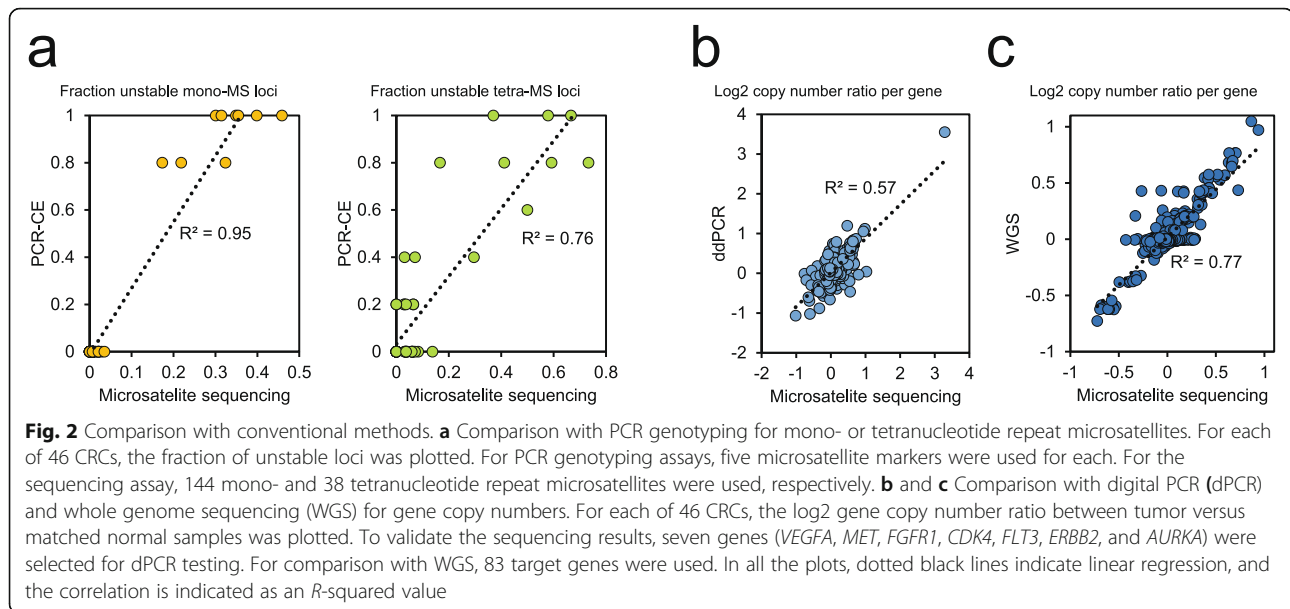 a
b
c
Fraction unstable mono-MS loci
Fraction unstable tetra-MS loci
Log2 copy number ratio per gene
Log2 copy number ratio per gene
PCR-CE
1
0.8
0.6
0.4
0.2
0
R² = 0.95
0 0.1 0.2 0.3 0.4 0.5
Microsatelite sequencing
PCR-CE
1
0.8
0.6
0.4
0.2
0
R² = 0.76
0 0.2 0.4 0.6 0.8
Microsatelite sequencing
ddPCR
4
3
2
1
0
-1
-2
R² = 0.57
-2 -1 0 1 2 3 4
Microsatelite sequencing
WGS
1
0.5
0
-0.5
-1
R² = 0.77
-1 -0.5 0 0.5 1
Microsatelite sequencing
Fig. 2 Comparison with conventional methods. a Comparison with PCR genotyping for mono- or tetranucleotide repeat microsatellites. For each
of 46 CRCs, the fraction of unstable loci was plotted. For PCR genotyping assays, five microsatellite markers were used for each. For the
sequencing assay, 144 mono- and 38 tetranucleotide repeat microsatellites were used, respectively. b and c Comparison with digital PCR (dPCR)
and whole genome sequencing (WGS) for gene copy numbers. For each of 46 CRCs, the log2 gene copy number ratio between tumor versus
matched normal samples was plotted. To validate the sequencing results, seven genes (VEGFA, MET, FGFR1, CDK4, FLT3, ERBB2, and AURKA) were
selected for dPCR testing. For comparison with WGS, 83 target genes were used. In all the plots, dotted black lines indicate linear regression, and
the correlation is indicated as an R-squared value